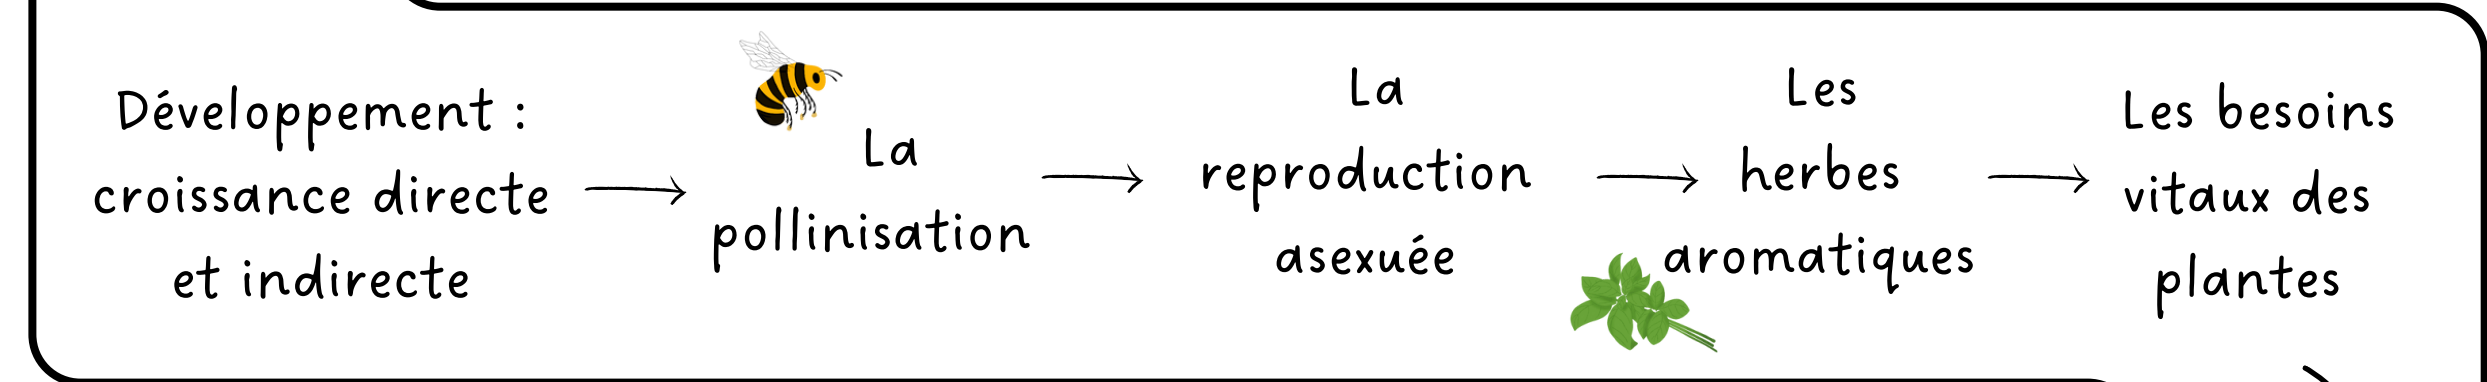 Développement :
croissance directe
et indirecte
La
pollinisation
La
reproduction
asexuée
Les
herbes
aromatiques
Les besoins
vitaux des
plantes